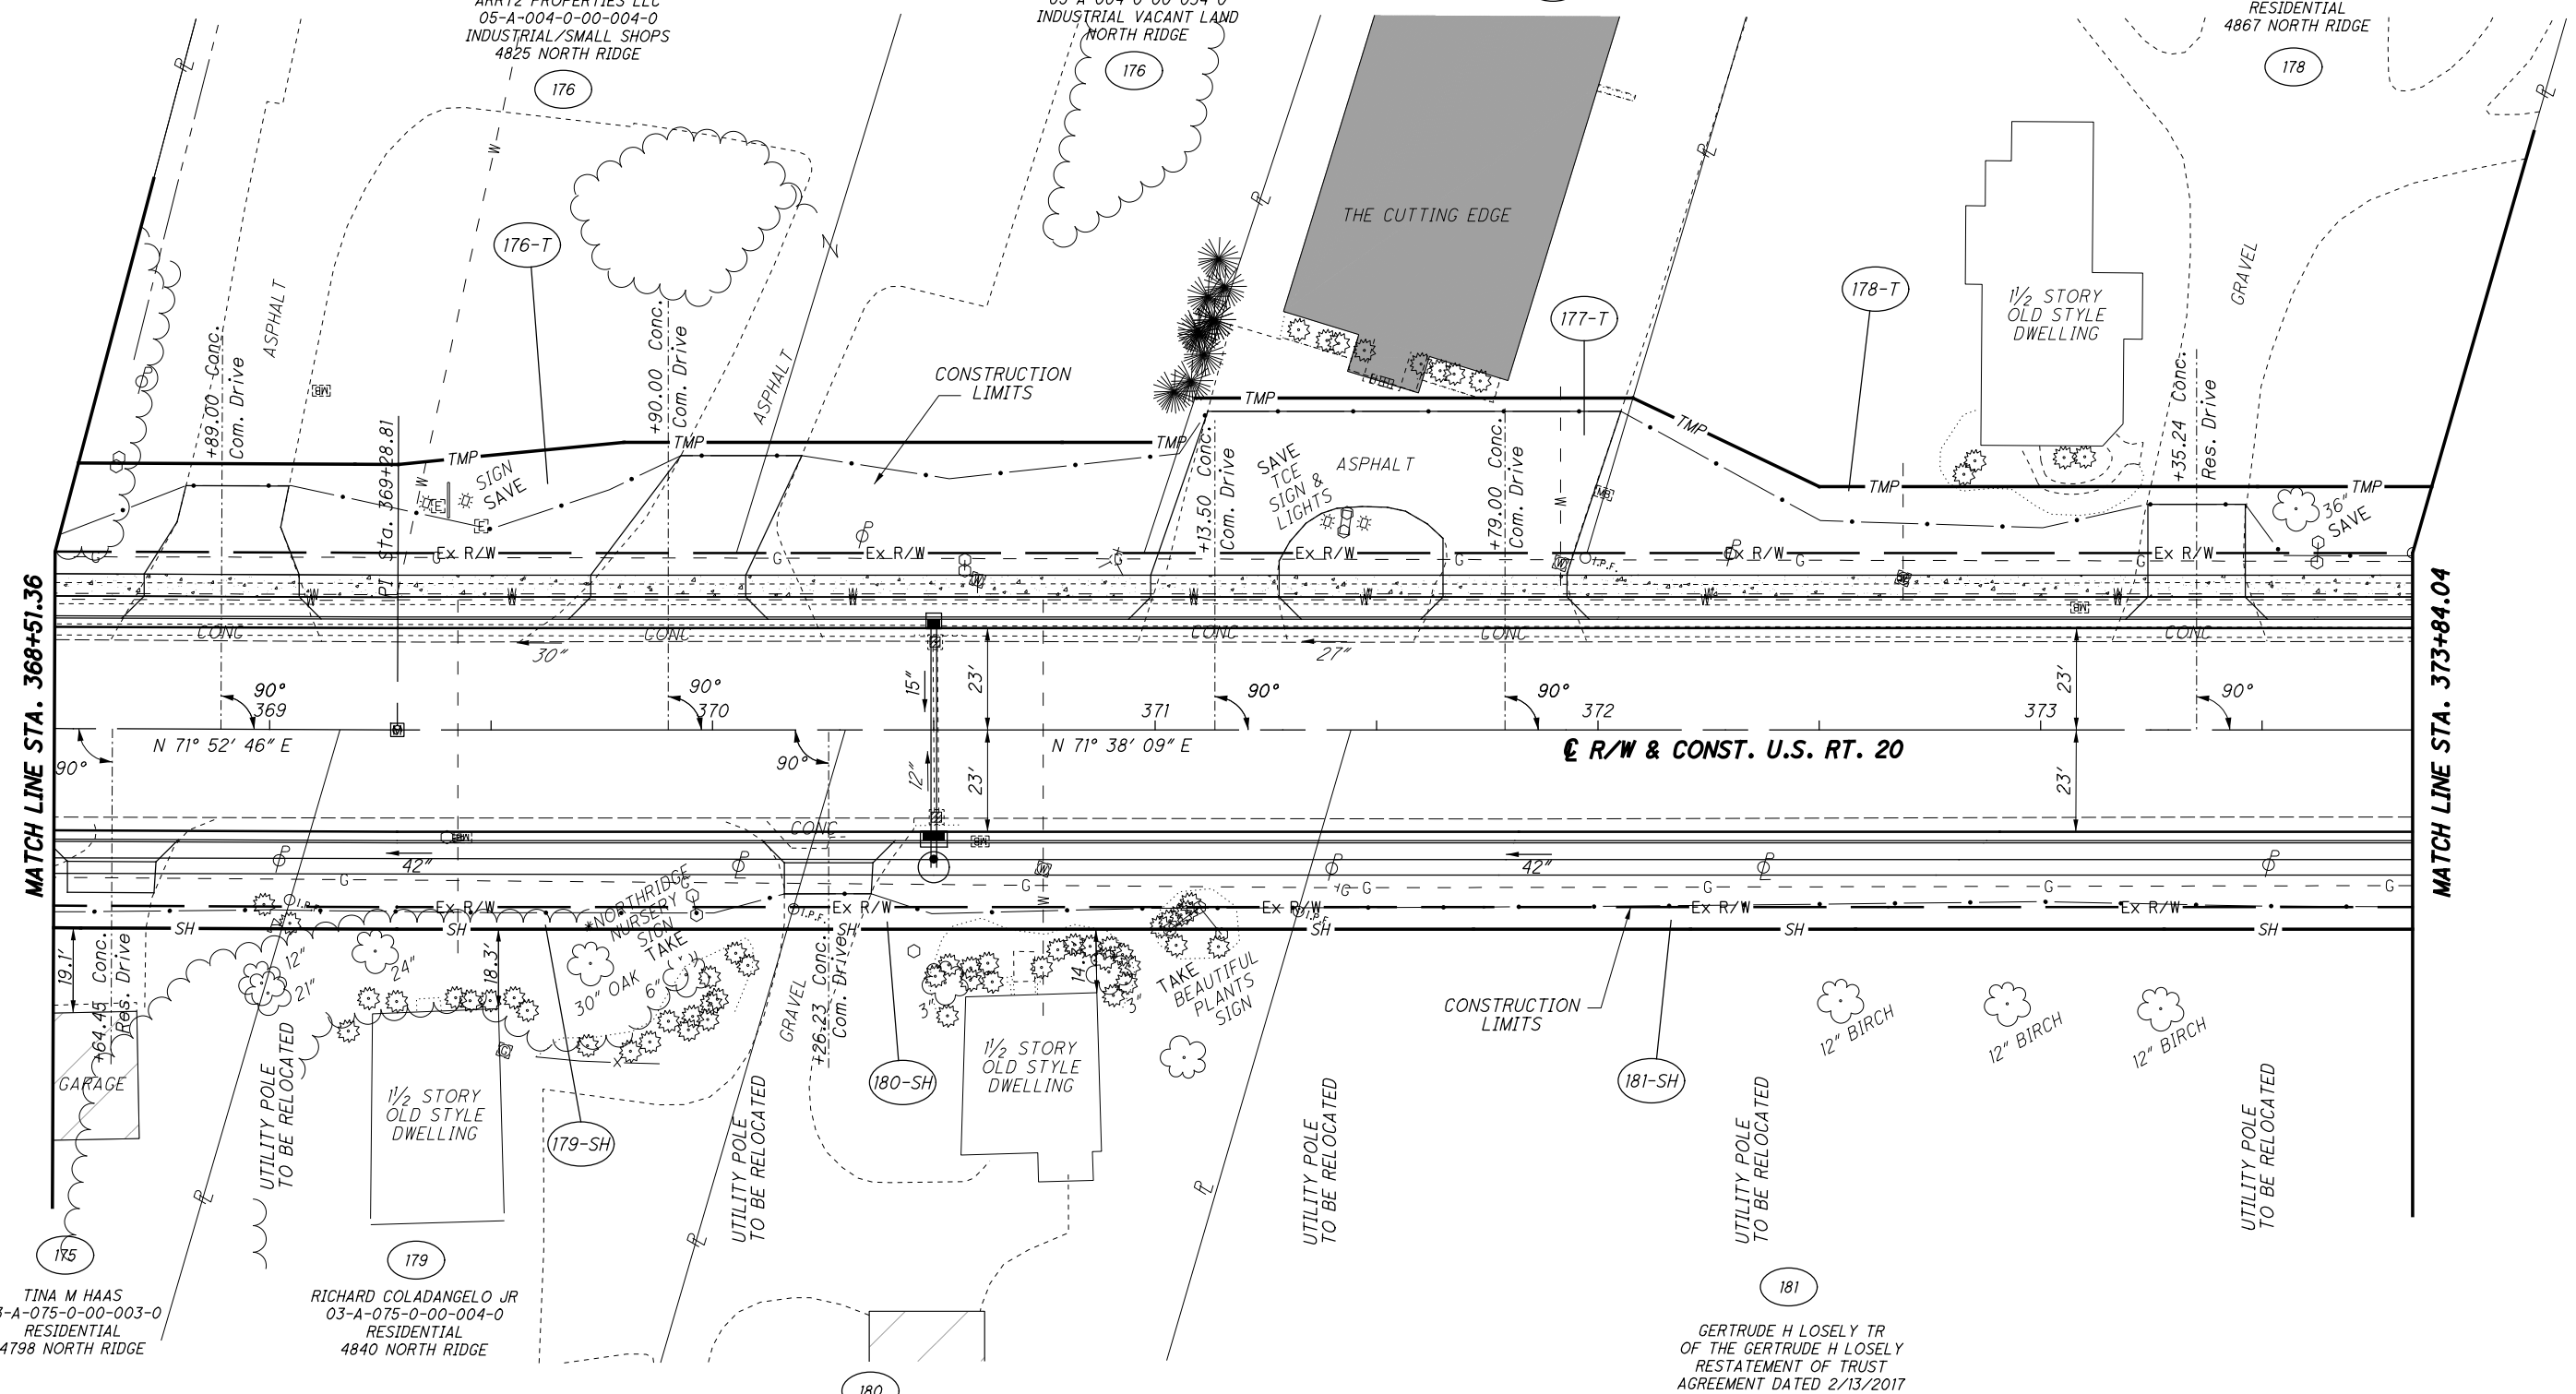 ARRTZ PROPERTIES LLC
05-A-004-0-00-004-0
INDUSTRIAL/SMALL SHOPS
4825 NORTH RIDGE
176
INDUSTRIAL VACANT LAND
NORTH RIDGE
176
RESIDENTIAL
4867 NORTH RIDGE
178
THE CUTTING EDGE
176-T
177-T
178-T
1½ STORY
OLD STYLE
DWELLING
GRAVEL
ASPHALT
ASPHALT
ASPHALT
+89.00 Conc.
Com. Drive
+90.00 Conc.
Com. Drive
+13.50 Conc.
Com. Drive
+79.00 Conc.
Com. Drive
+35.24 Conc.
Res. Drive
PI Sta. 369+28.81
CONSTRUCTION
LIMITS
SIGN
SAVE
SAVE
TCE
SIGN &
LIGHTS
36"
SAVE
TMP
TMP
TMP
TMP
TMP
TMP
TMP
Ex R/W
Ex R/W
Ex R/W
Ex R/W
Ex R/W
I.P.F.
CONC
CONC
CONC
CONC
CONC
30"
27"
MATCH LINE STA. 368+51.36
MATCH LINE STA. 373+84.04
90°
90°
90°
90°
90°
369
370
371
372
373
15"
23'
23'
N 71° 52' 46" E
N 71° 38' 09" E
℄ R/W & CONST. U.S. RT. 20
90°
90°
12"
23'
23'
CONC
42"
42"
G
G
G
G
G
G
Ex R/W
Ex R/W
Ex R/W
Ex R/W
Ex R/W
I.P.F.
I.P.F.
I.P.F.
SH
SH
SH
SH
SH
SH
19.1'
18.3'
+64.45 Conc.
Res. Drive
+26.23 Conc.
Com. Drive
12"
21"
24"
*NORTHRIDGE
NURSERY
SIGN
TAKE
30" OAK
6"
3"
3"
TAKE
BEAUTIFUL
PLANTS
SIGN
GRAVEL
CONSTRUCTION
LIMITS
12" BIRCH
12" BIRCH
12" BIRCH
GARAGE
1½ STORY
OLD STYLE
DWELLING
1½ STORY
OLD STYLE
DWELLING
179-SH
180-SH
181-SH
UTILITY POLE
TO BE RELOCATED
UTILITY POLE
TO BE RELOCATED
UTILITY POLE
TO BE RELOCATED
UTILITY POLE
TO BE RELOCATED
UTILITY POLE
TO BE RELOCATED
175
TINA M HAAS
-A-075-0-00-003-0
RESIDENTIAL
4798 NORTH RIDGE
179
RICHARD COLADANGELO JR
03-A-075-0-00-004-0
RESIDENTIAL
4840 NORTH RIDGE
180
181
GERTRUDE H LOSELY TR
OF THE GERTRUDE H LOSELY
RESTATEMENT OF TRUST
AGREEMENT DATED 2/13/2017